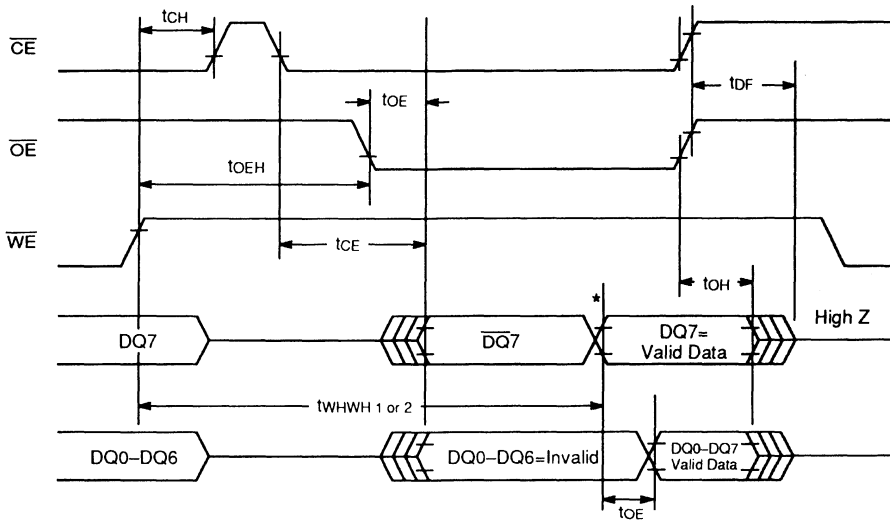 tCH
CE
tDF
tOE
OE
tOEH
WE
tCE
tOH
*
High Z
DQ7
DQ7
DQ7=
Valid Data
tWHWH 1 or 2
DQ0–DQ6
DQ0–DQ6=Invalid
DQ0–DQ7
Valid Data
tOE